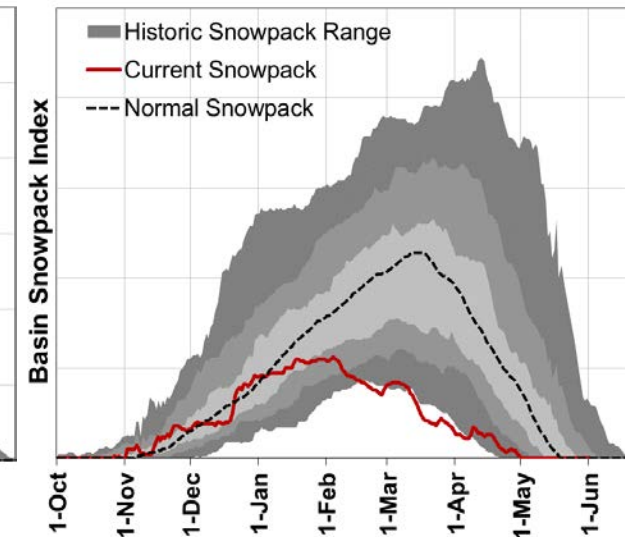 Historic Snowpack Range
Current Snowpack
Normal Snowpack
Basin Snowpack Index
1-Oct
1-Nov
1-Dec
1-Jan
1-Feb
1-Mar
1-Apr
1-May
1-Jun